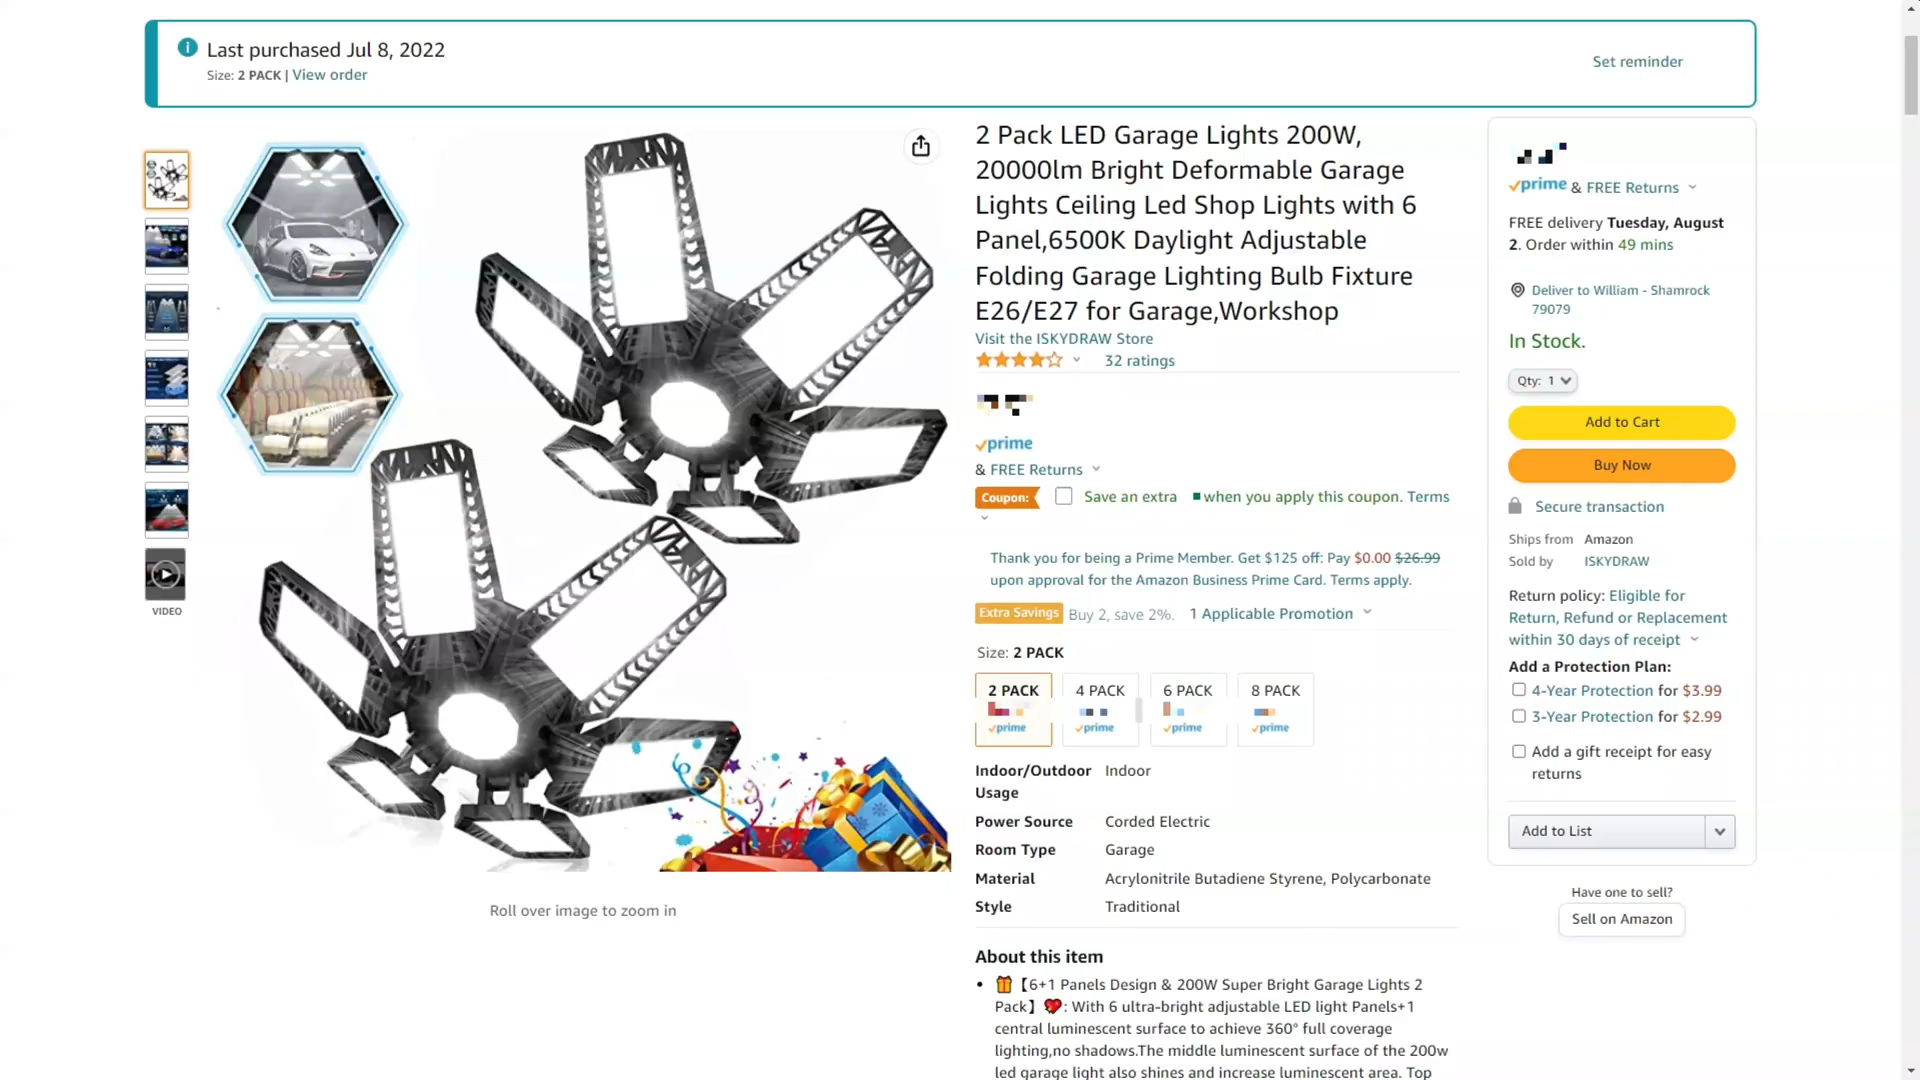 Last purchased Jul 8, 2022
Size: 2 PACK | View order
Set reminder
VIDEO
Roll over image to zoom in
2 Pack LED Garage Lights 200W,
20000lm Bright Deformable Garage
Lights Ceiling Led Shop Lights with 6
Panel,6500K Daylight Adjustable
Folding Garage Lighting Bulb Fixture
E26/E27 for Garage,Workshop
Visit the ISKYDRAW Store
32 ratings
prime
& FREE Returns
Coupon: Save an extra when you apply this coupon. Terms
Thank you for being a Prime Member. Get $125 off: Pay $0.00 $26.99
upon approval for the Amazon Business Prime Card. Terms apply.
Extra Savings Buy 2, save 2%. 1 Applicable Promotion
Size: 2 PACK
2 PACK 4 PACK 6 PACK 8 PACK
prime prime prime prime
Indoor/Outdoor Indoor
Usage
Power Source Corded Electric
Room Type Garage
Material Acrylonitrile Butadiene Styrene, Polycarbonate
Style Traditional
About this item
• 【6+1 Panels Design & 200W Super Bright Garage Lights 2
Pack】 : With 6 ultra-bright adjustable LED light Panels+1
central luminescent surface to achieve 360° full coverage
lighting,no shadows.The middle luminescent surface of the 200w
led garage light also shines and increase luminescent area. Top
prime & FREE Returns
FREE delivery Tuesday, August
2. Order within 49 mins
Deliver to William - Shamrock
79079
In Stock.
Qty: 1
Add to Cart
Buy Now
Secure transaction
Ships from Amazon
Sold by ISKYDRAW
Return policy: Eligible for
Return, Refund or Replacement
within 30 days of receipt
Add a Protection Plan:
4-Year Protection for $3.99
3-Year Protection for $2.99
Add a gift receipt for easy
returns
Add to List
Have one to sell?
Sell on Amazon